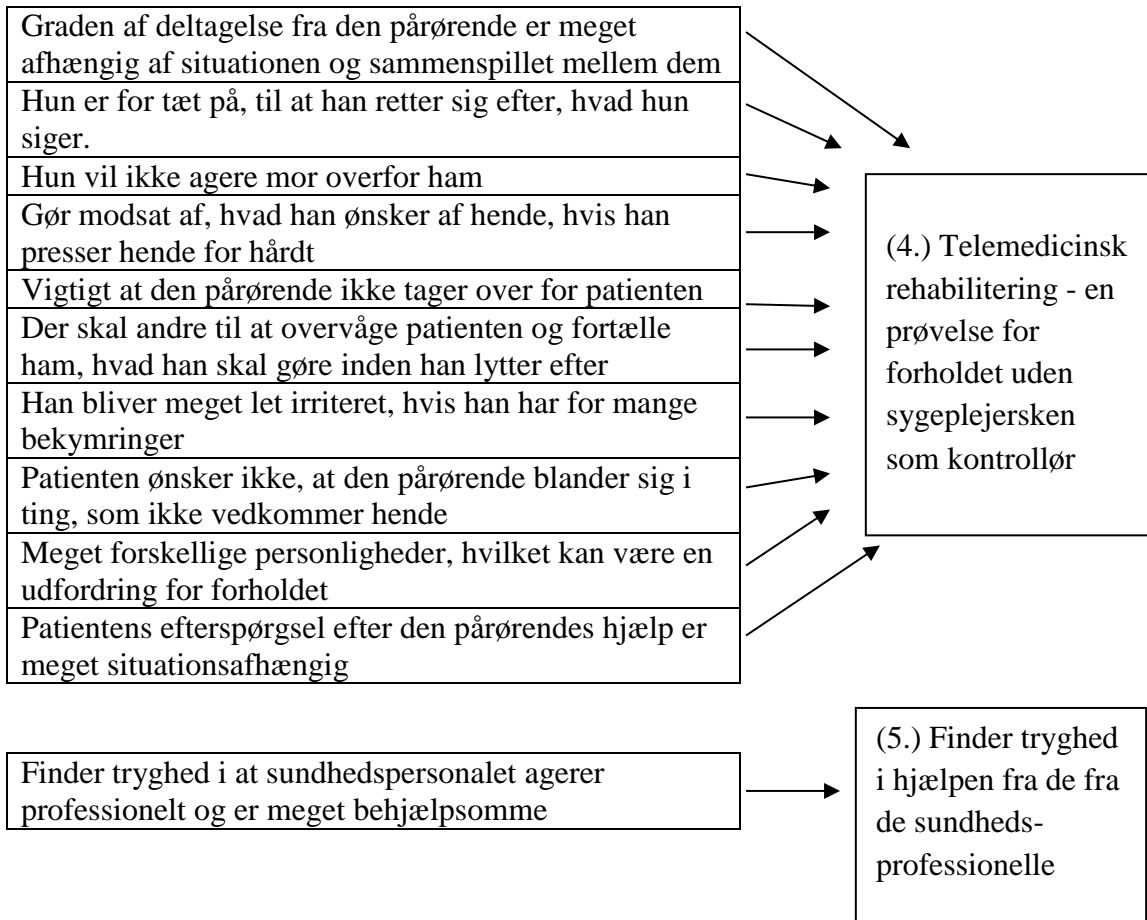 Graden af deltagelse fra den pårørende er meget
afhængig af situationen og sammenspillet mellem dem
Hun er for tæt på, til at han retter sig efter, hvad hun
siger.
Hun vil ikke agere mor overfor ham
Gør modsat af, hvad han ønsker af hende, hvis han
presser hende for hårdt
Vigtigt at den pårørende ikke tager over for patienten
Der skal andre til at overvåge patienten og fortælle
ham, hvad han skal gøre inden han lytter efter
Han bliver meget let irriteret, hvis han har for mange
bekymringer
Patienten ønsker ikke, at den pårørende blander sig i
ting, som ikke vedkommer hende
Meget forskellige personligheder, hvilket kan være en
udfordring for forholdet
Patientens efterspørgsel efter den pårørendes hjælp er
meget situationsafhængig
(4.) Telemedicinsk
rehabilitering - en
prøvelse for
forholdet uden
sygeplejersken
som kontrollør
Finder tryghed i at sundhedspersonalet agerer
professionelt og er meget behjælpsomme
(5.) Finder tryghed
i hjælpen fra de fra
de sundheds-
professionelle